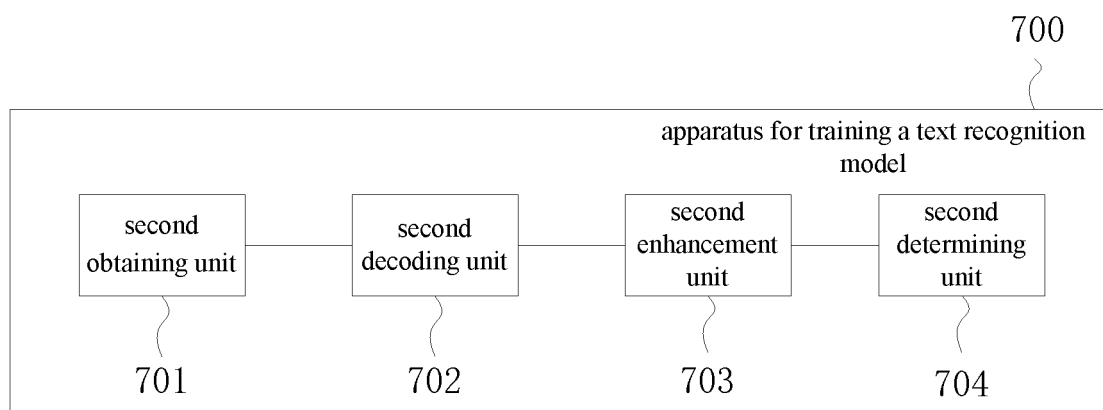 700
apparatus for training a text recognition
model
second
obtaining unit
second
decoding unit
second
enhancement
unit
second
determining
unit
701
702
703
704